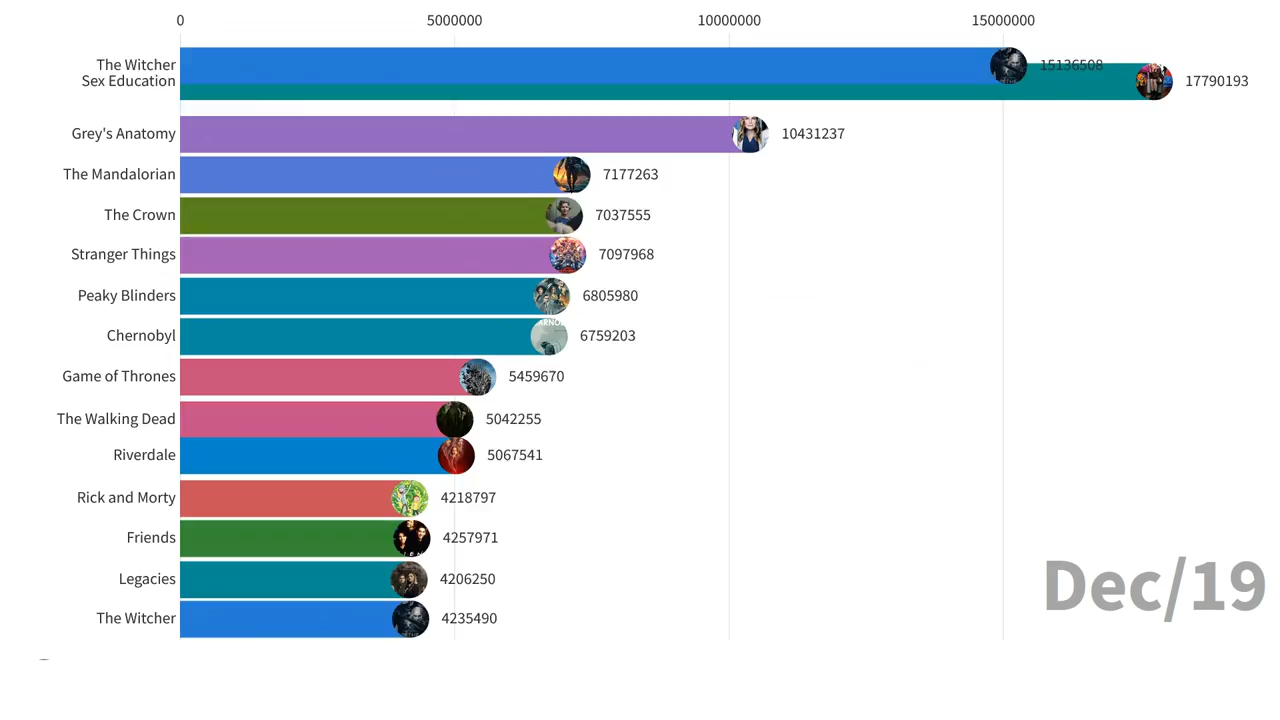 0 5000000 10000000 15000000
The Witcher 15136508
Sex Education 17790193
Grey's Anatomy 10431237
The Mandalorian 7177263
The Crown 7037555
Stranger Things 7097968
Peaky Blinders 6805980
Chernobyl 6759203
Game of Thrones 5459670
The Walking Dead 5042255
Riverdale 5067541
Rick and Morty 4218797
Friends 4257971
Legacies 4206250
The Witcher 4235490
Dec/19